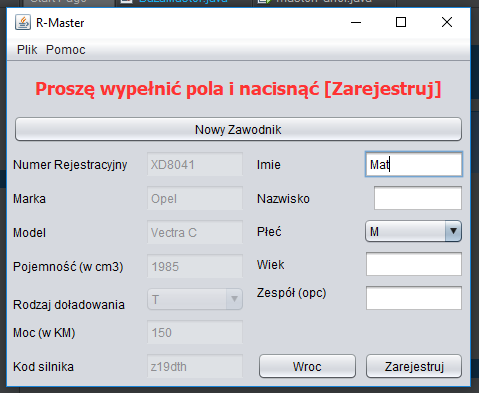 R-Master
Plik Pomoc
Proszę wypełnić pola i nacisnąć [Zarejestruj]
Nowy Zawodnik
Numer Rejestracyjny XD8041 Imie Mat
Marka Opel Nazwisko
Model Vectra C Płeć M
Pojemność (w cm3) 1985 Wiek
Rodzaj doładowania T Zespół (opc)
Moc (w KM) 150
Kod silnika z19dth Wroc Zarejestruj